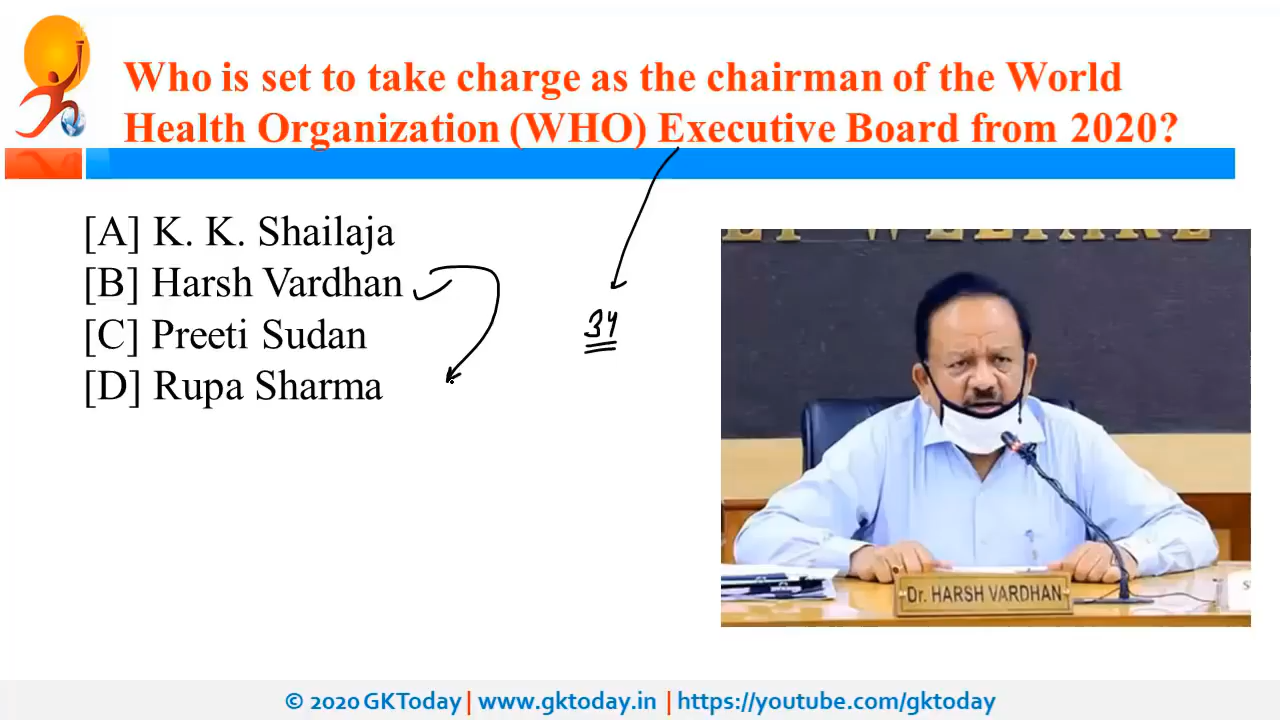 Who is set to take charge as the chairman of the World
Health Organization (WHO) Executive Board from 2020?
[A] K. K. Shailaja
[B] Harsh Vardhan
[C] Preeti Sudan
[D] Rupa Sharma
34
Dr. HARSH VARDHAN
© 2020 GKToday | www.gktoday.in | https://youtube.com/gktoday